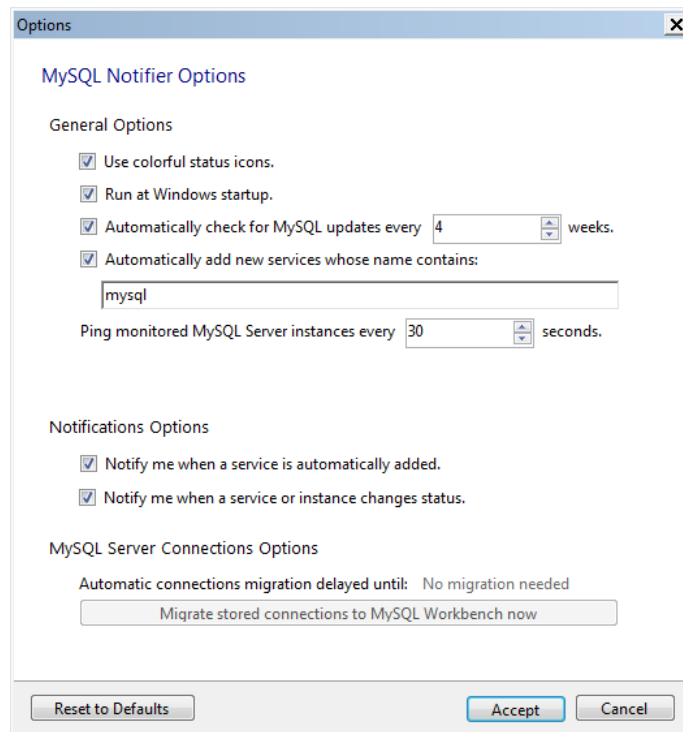 Options
MySQL Notifier Options
General Options
Use colorful status icons.
Run at Windows startup.
Automatically check for MySQL updates every 4 weeks.
Automatically add new services whose name contains:
mysql
Ping monitored MySQL Server instances every 30 seconds.
Notifications Options
Notify me when a service is automatically added.
Notify me when a service or instance changes status.
MySQL Server Connections Options
Automatic connections migration delayed until: No migration needed
Migrate stored connections to MySQL Workbench now
Reset to Defaults Accept Cancel